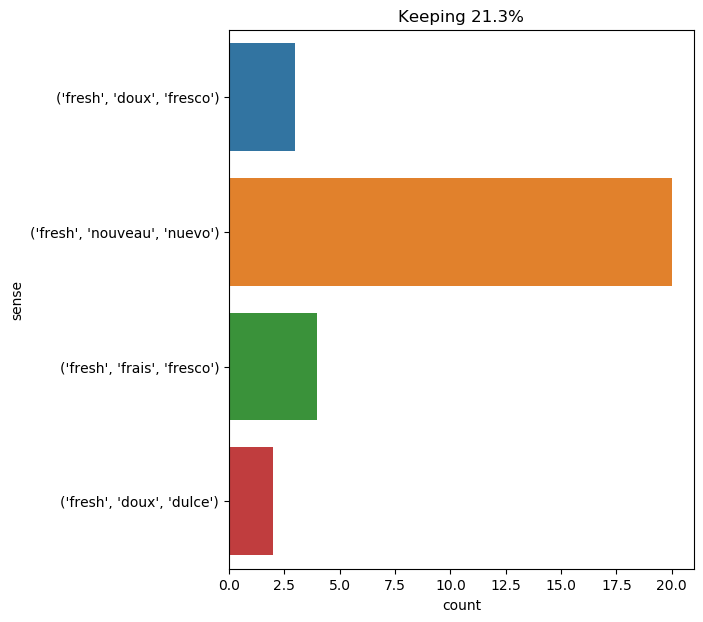 Keeping 21.3%
('fresh', 'doux', 'fresco')
('fresh', 'nouveau', 'nuevo')
('fresh', 'frais', 'fresco')
('fresh', 'doux', 'dulce')
sense
0.0 2.5 5.0 7.5 10.0 12.5 15.0 17.5 20.0
count